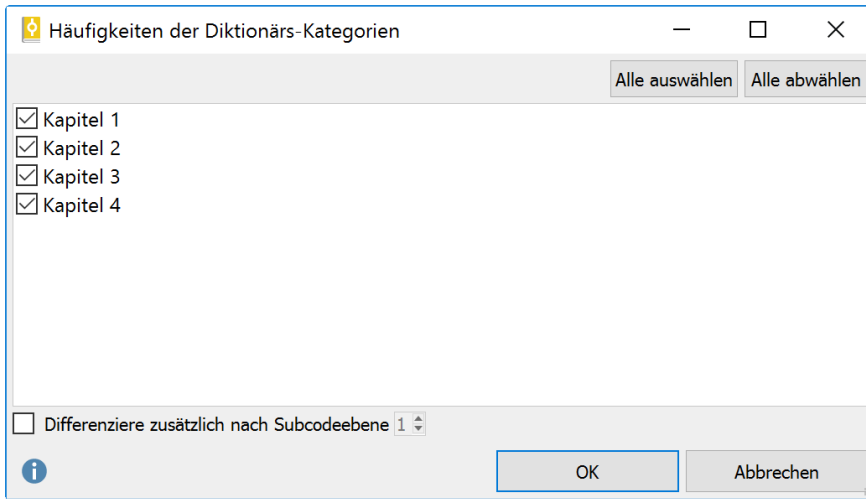 Häufigkeiten der Diktionärs-Kategorien
Alle auswählen Alle abwählen
Kapitel 1
Kapitel 2
Kapitel 3
Kapitel 4
Differenziere zusätzlich nach Subcodeebene 1
OK Abbrechen